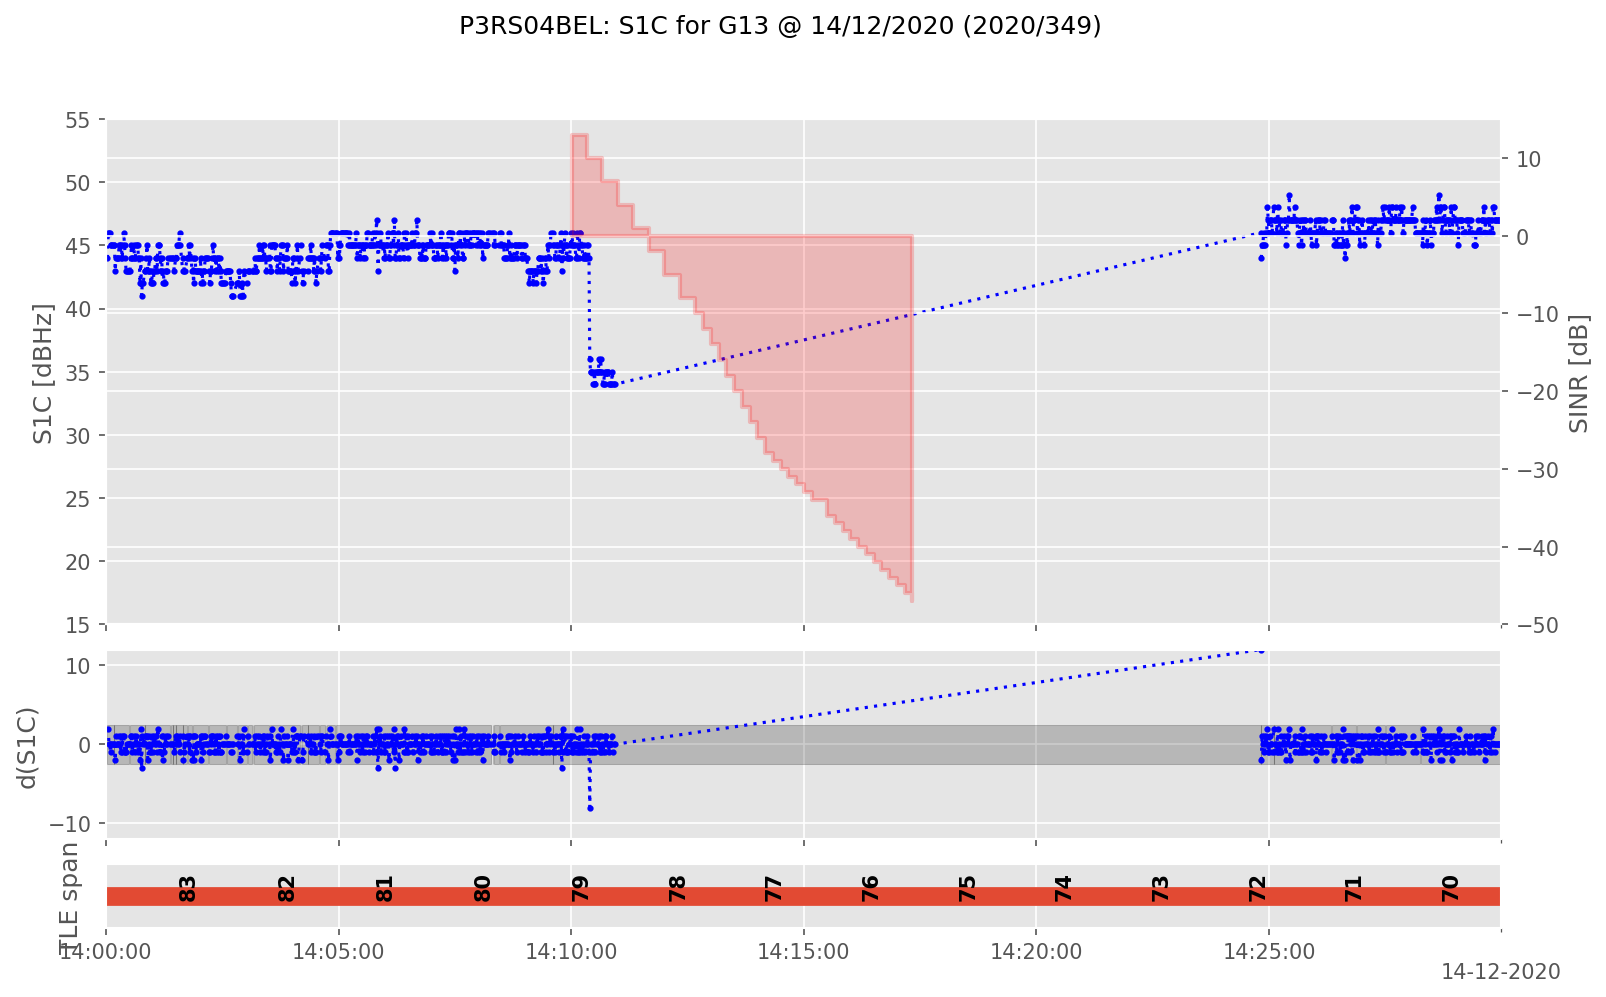 P3RS04BEL: S1C for G13 @ 14/12/2020 (2020/349)
S1C [dBHz]
55
50
45
40
35
30
25
20
15
SINR [dB]
10
0
−10
−20
−30
−40
−50
d(S1C)
10
0
−10
TLE span
83 82 81 80 79 78 77 76 75 74 73 72 71 70
14:00:00 14:05:00 14:10:00 14:15:00 14:20:00 14:25:00
14-12-2020